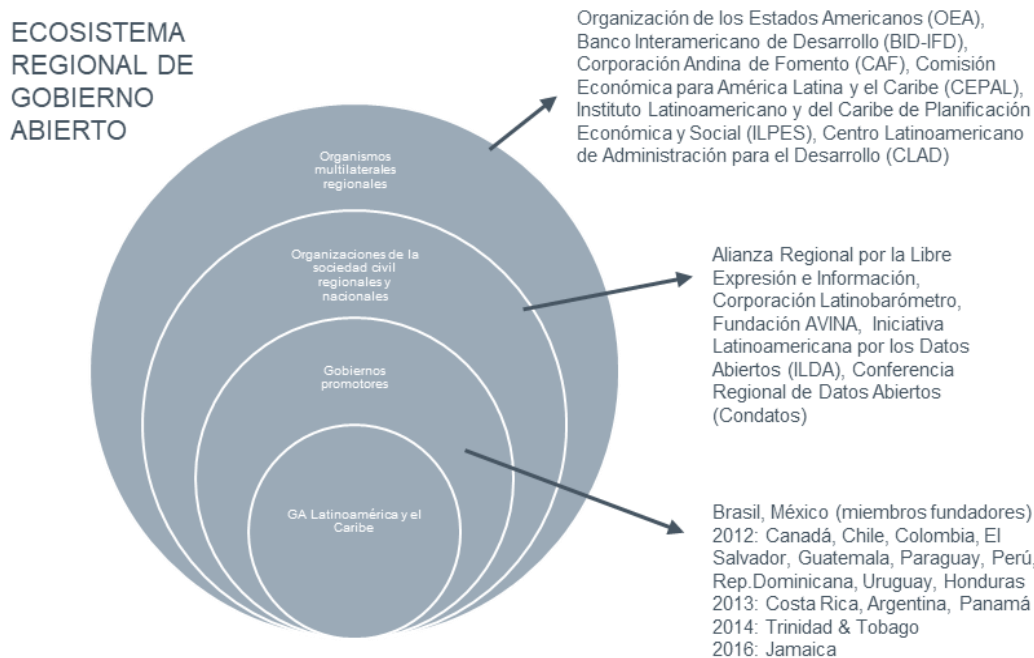 ECOSISTEMA
REGIONAL DE
GOBIERNO
ABIERTO
Organización de los Estados Americanos (OEA),
Banco Interamericano de Desarrollo (BID-IFD),
Corporación Andina de Fomento (CAF), Comisión
Económica para América Latina y el Caribe (CEPAL),
Instituto Latinoamericano y del Caribe de Planificación
Económica y Social (ILPES), Centro Latinoamericano
de Administración para el Desarrollo (CLAD)
Organismos
multilaterales
regionales
Organizaciones de la
sociedad civil
regionales y
nacionales
Alianza Regional por la Libre
Expresión e Información,
Corporación Latinobarómetro,
Fundación AVINA, Iniciativa
Latinoamericana por los Datos
Abiertos (ILDA), Conferencia
Regional de Datos Abiertos
(Condatos)
Gobiernos
promotores
GA Latinoamérica y el
Caribe
Brasil, México (miembros fundadores)
2012: Canadá, Chile, Colombia, El
Salvador, Guatemala, Paraguay, Perú,
Rep.Dominicana, Uruguay, Honduras
2013: Costa Rica, Argentina, Panamá
2014: Trinidad & Tobago
2016: Jamaica